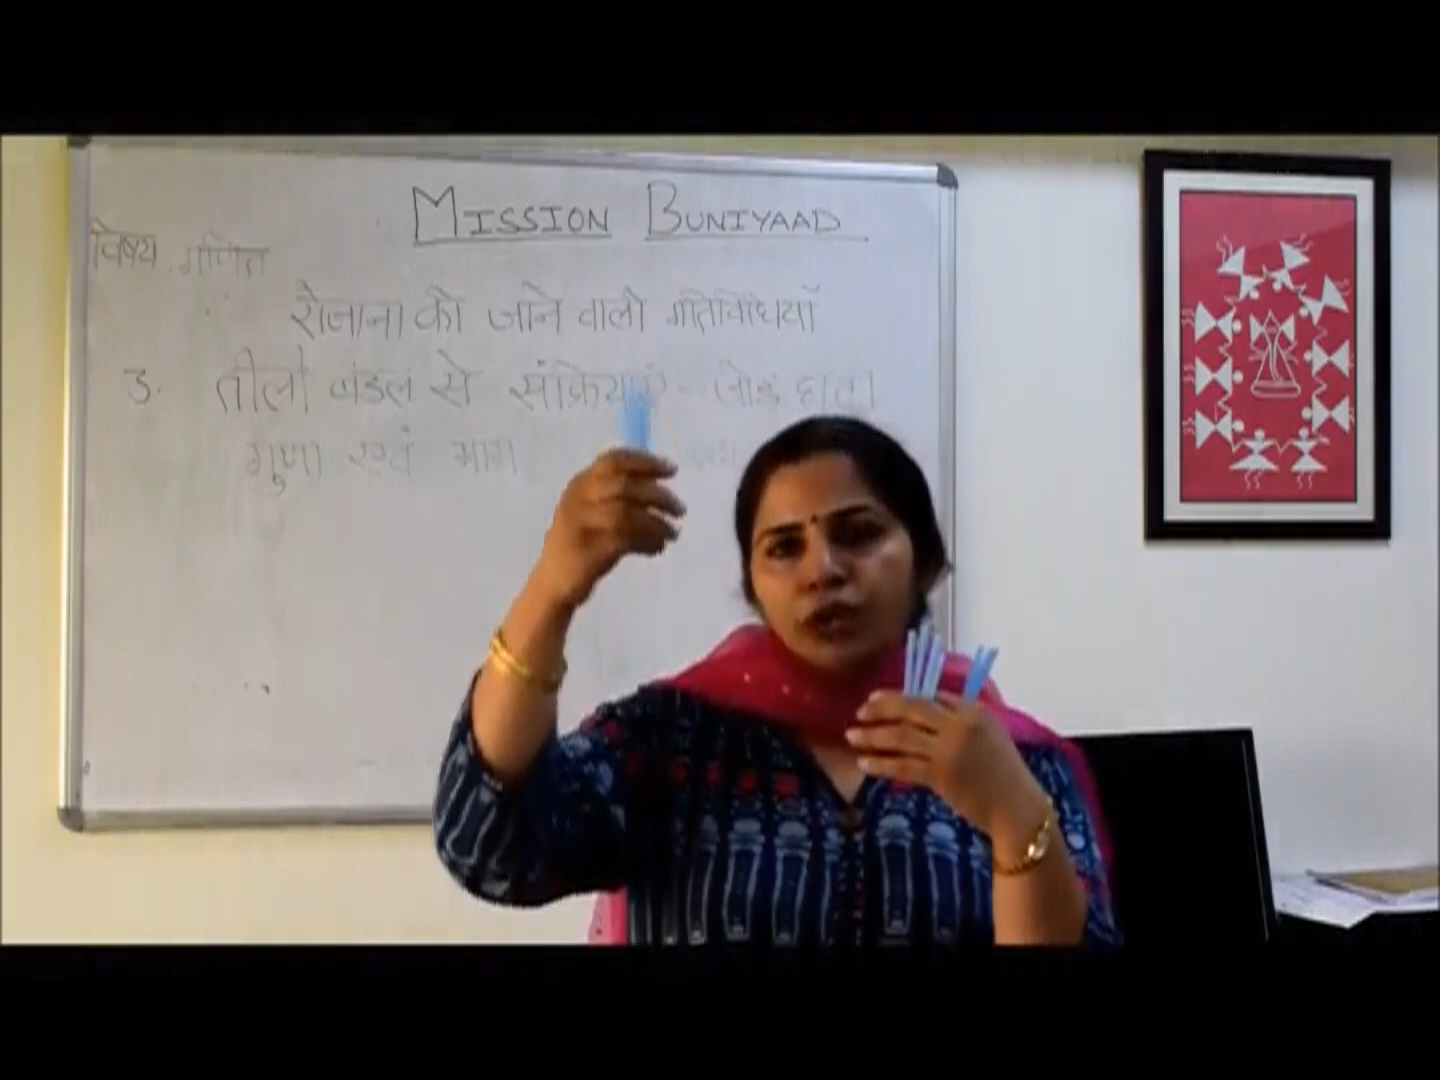 MISSION BUNIYAAD
विषय गणित
रोजाना की जाने वाली गतिविधियाँ
3. तीली बंडल से संक्रियाएं - जोड़ घटा
गुणा एवं भाग